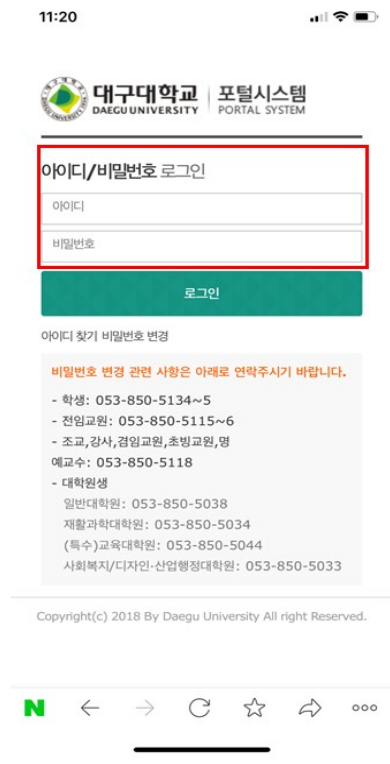 11:20
대구대학교 포털시스템
DAEGU UNIVERSITY PORTAL SYSTEM
아이디/비밀번호 로그인
아이디
비밀번호
로그인
아이디 찾기 비밀번호 변경
비밀번호 변경 관련 사항은 아래로 연락주시기 바랍니다.
- 학생: 053-850-5134~5
- 전임교원: 053-850-5115~6
- 조교,강사,겸임교원,초빙교원,명
예교수: 053-850-5118
- 대학원생
일반대학원: 053-850-5038
재활과학대학원: 053-850-5034
(특수)교육대학원: 053-850-5044
사회복지/디자인·산업행정대학원: 053-850-5033
Copyright(c) 2018 By Daegu University All right Reserved.
N